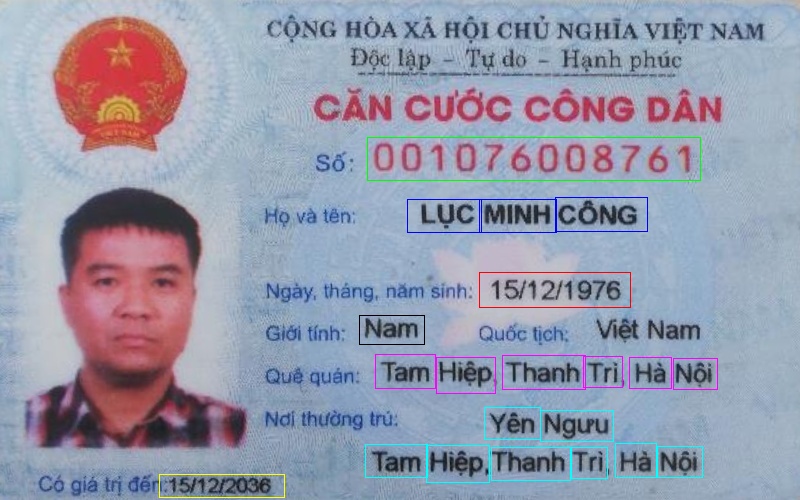 CỘNG HÒA XÃ HỘI CHỦ NGHĨA VIỆT NAM
Độc lập - Tự do - Hạnh phúc
CĂN CƯỚC CÔNG DÂN
Số: 001076008761
Họ và tên: LỤC MINH CÔNG
Ngày, tháng, năm sinh: 15/12/1976
Giới tính: Nam Quốc tịch: Việt Nam
Quê quán: Tam Hiệp, Thanh Trì, Hà Nội
Nơi thường trú: Yên Ngưu
Tam Hiệp, Thanh Trì, Hà Nội
Có giá trị đến: 15/12/2036
VIỆT NAM